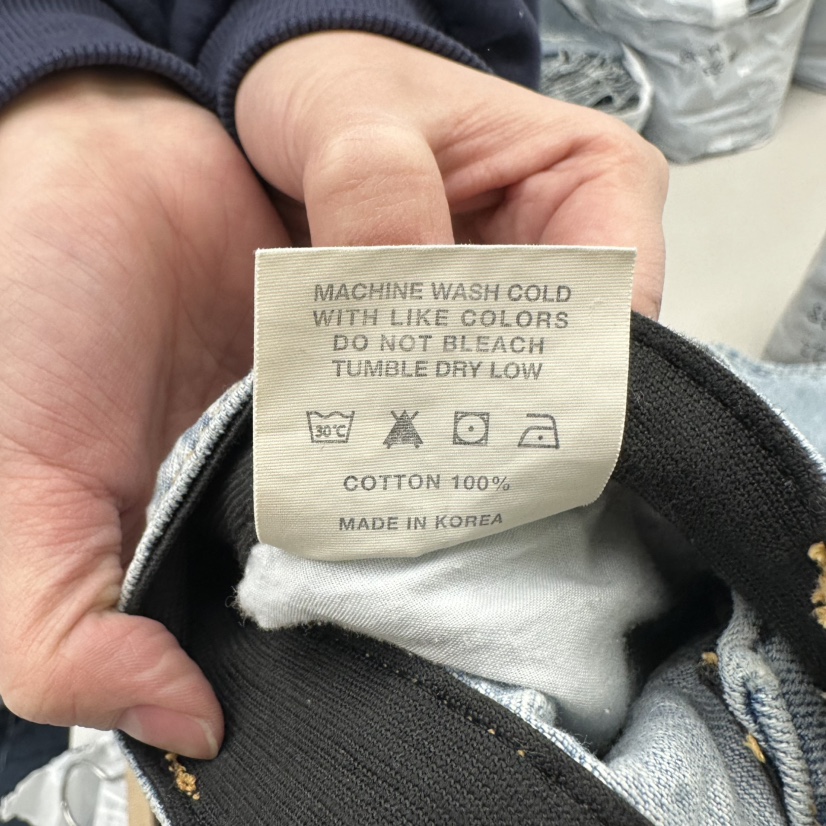 MACHINE WASH COLD
WITH LIKE COLORS
DO NOT BLEACH
TUMBLE DRY LOW
30°C
COTTON 100%
MADE IN KOREA